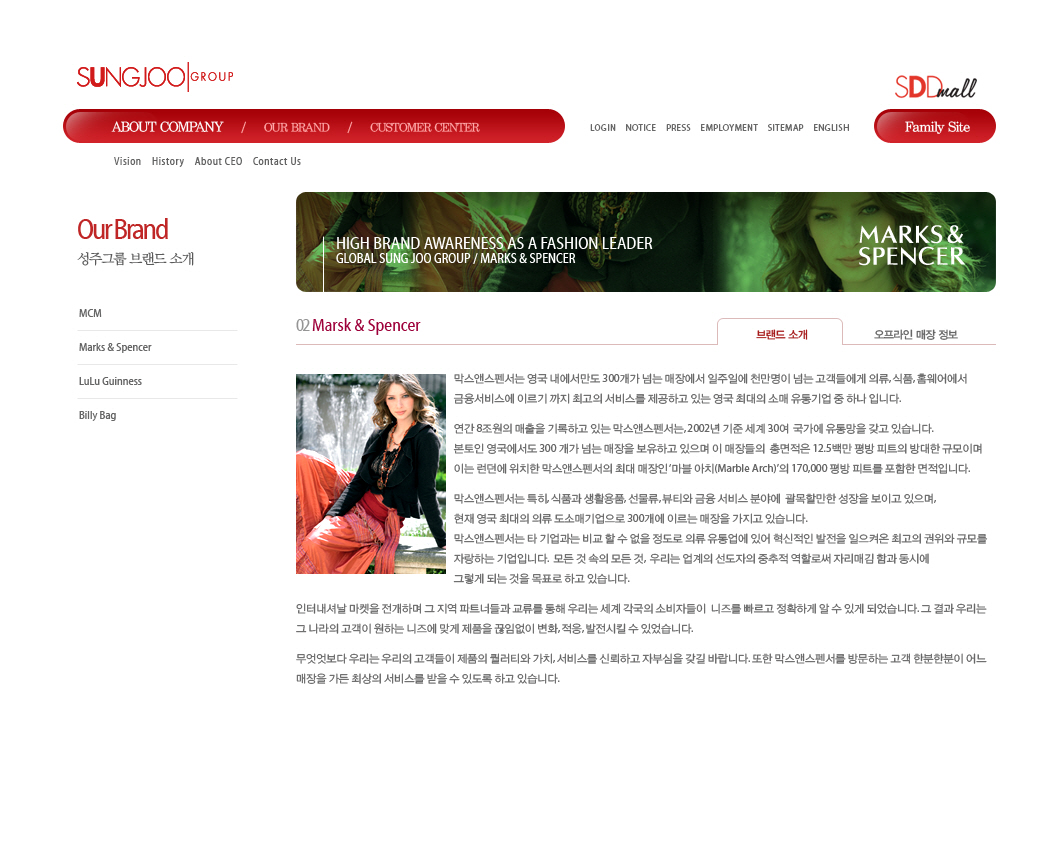 SUNGJOO GROUP
SDDmall
ABOUT COMPANY / OUR BRAND / CUSTOMER CENTER
LOGIN NOTICE PRESS EMPLOYMENT SITEMAP ENGLISH
Family Site
Vision History About CEO Contact Us
Our Brand
성주그룹 브랜드 소개
MCM
Marks & Spencer
LuLu Guinness
Billy Bag
HIGH BRAND AWARENESS AS A FASHION LEADER
GLOBAL SUNG JOO GROUP / MARKS & SPENCER
MARKS &
SPENCER
02 Marsk & Spencer
브랜드 소개
오프라인 매장 정보
막스앤스펜서는 영국 내에서만도 300개가 넘는 매장에서 일주일에 천만명이 넘는 고객들에게 의류, 식품, 홈웨어에서
금융서비스에 이르기 까지 최고의 서비스를 제공하고 있는 영국 최대의 소매 유통기업 중 하나 입니다.
연간 8조원의 매출을 기록하고 있는 막스앤스펜서는, 2002년 기준 세계 30여 국가에 유통망을 갖고 있습니다.
본토인 영국에서도 300 개가 넘는 매장을 보유하고 있으며 이 매장들의 총면적은 12.5백만 평방 피트의 방대한 규모이며
이는 런던에 위치한 막스앤스펜서의 최대 매장인 '마블 아치(Marble Arch)'의 170,000 평방 피트를 포함한 면적입니다.
막스앤스펜서는 특히, 식품과 생활용품, 선물류, 뷰티와 금융 서비스 분야에 괄목할만한 성장을 보이고 있으며,
현재 영국 최대의 의류 도소매기업으로 300개에 이르는 매장을 가지고 있습니다.
막스앤스펜서는 타 기업과는 비교 할 수 없을 정도로 의류 유통업에 있어 혁신적인 발전을 일으켜온 최고의 권위와 규모를
자랑하는 기업입니다. 모든 것 속의 모든 것, 우리는 업계의 선도자의 중추적 역할로써 자리매김 함과 동시에
그렇게 되는 것을 목표로 하고 있습니다.
인터내셔날 마켓을 전개하며 그 지역 파트너들과 교류를 통해 우리는 세계 각국의 소비자들이 니즈를 빠르고 정확하게 알 수 있게 되었습니다. 그 결과 우리는
그 나라의 고객이 원하는 니즈에 맞게 제품을 끊임없이 변화, 적응, 발전시킬 수 있었습니다.
무엇엇보다 우리는 우리의 고객들이 제품의 퀄러티와 가치, 서비스를 신뢰하고 자부심을 갖길 바랍니다. 또한 막스앤스펜서를 방문하는 고객 한분한분이 어느
매장을 가든 최상의 서비스를 받을 수 있도록 하고 있습니다.